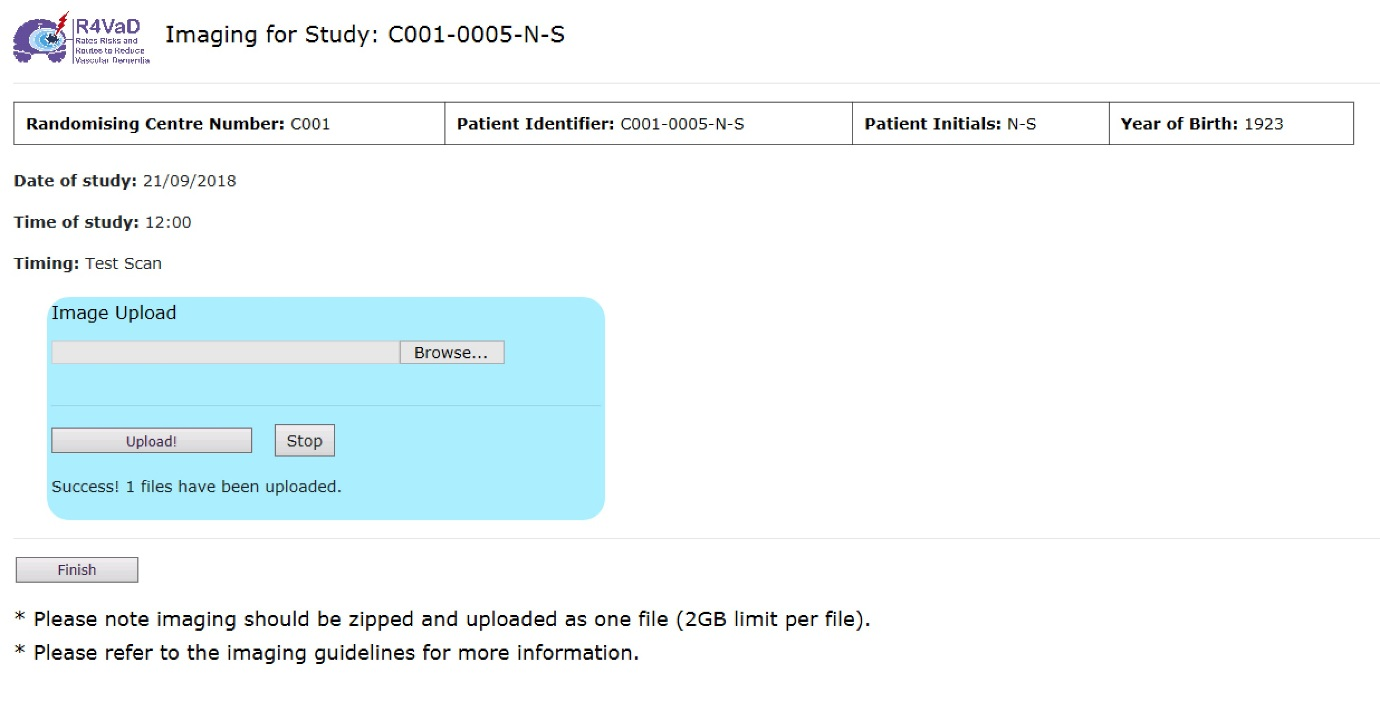 R4VaD
Rates Risks and
Routes to Reduce
Vascular Dementia
Imaging for Study: C001-0005-N-S
Randomising Centre Number: C001 Patient Identifier: C001-0005-N-S Patient Initials: N-S Year of Birth: 1923
Date of study: 21/09/2018
Time of study: 12:00
Timing: Test Scan
Image Upload
Browse...
Upload! Stop
Success! 1 files have been uploaded.
Finish
* Please note imaging should be zipped and uploaded as one file (2GB limit per file).
* Please refer to the imaging guidelines for more information.